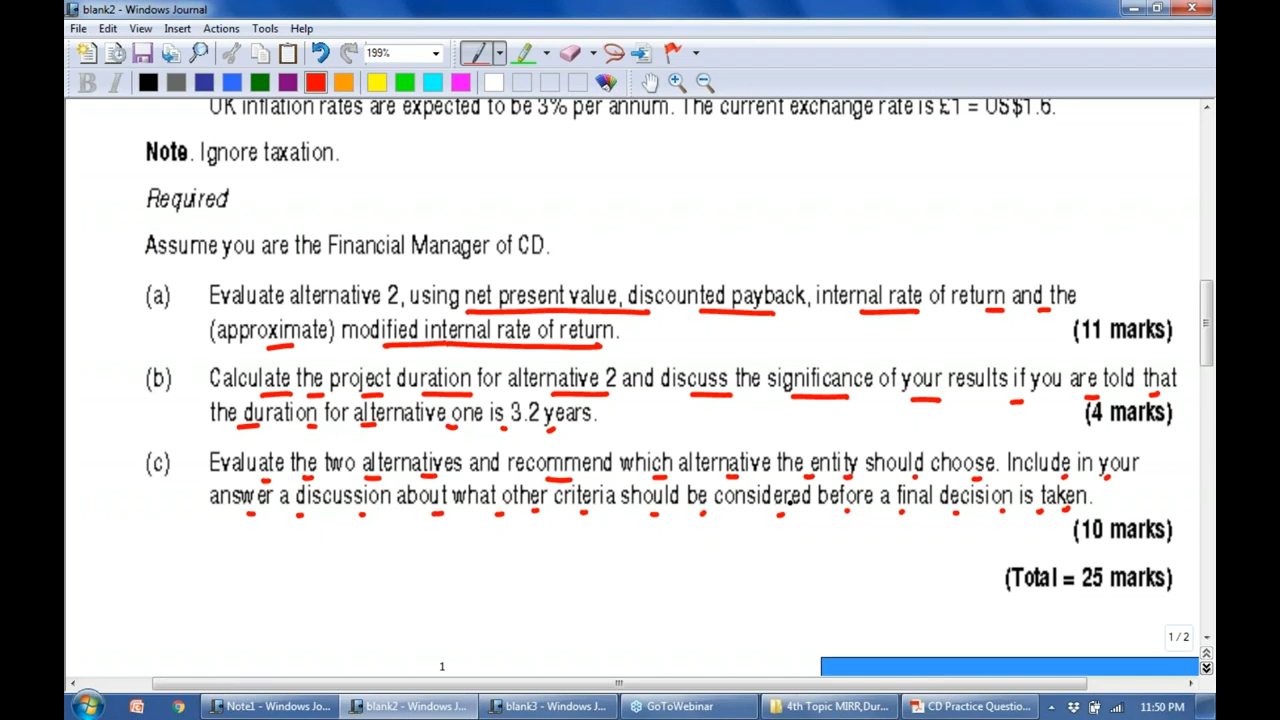 blank2 - Windows Journal
File Edit View Insert Actions Tools Help
199%
UK inflation rates are expected to be 3% per annum. The current exchange rate is £1 = US$1.6.
Note. Ignore taxation.
Required
Assume you are the Financial Manager of CD.
(a) Evaluate alternative 2, using net present value, discounted payback, internal rate of return and the
(approximate) modified internal rate of return. (11 marks)
(b) Calculate the project duration for alternative 2 and discuss the significance of your results if you are told that
the duration for alternative one is 3.2 years. (4 marks)
(c) Evaluate the two alternatives and recommend which alternative the entity should choose. Include in your
answer a discussion about what other criteria should be considered before a final decision is taken.
(10 marks)
(Total = 25 marks)
1 / 2
1
Note1 - Windows Jo... blank2 - Windows J... blank3 - Windows J... GoToWebinar 4th Topic MIRR,Dur... CD Practice Questio... 11:50 PM